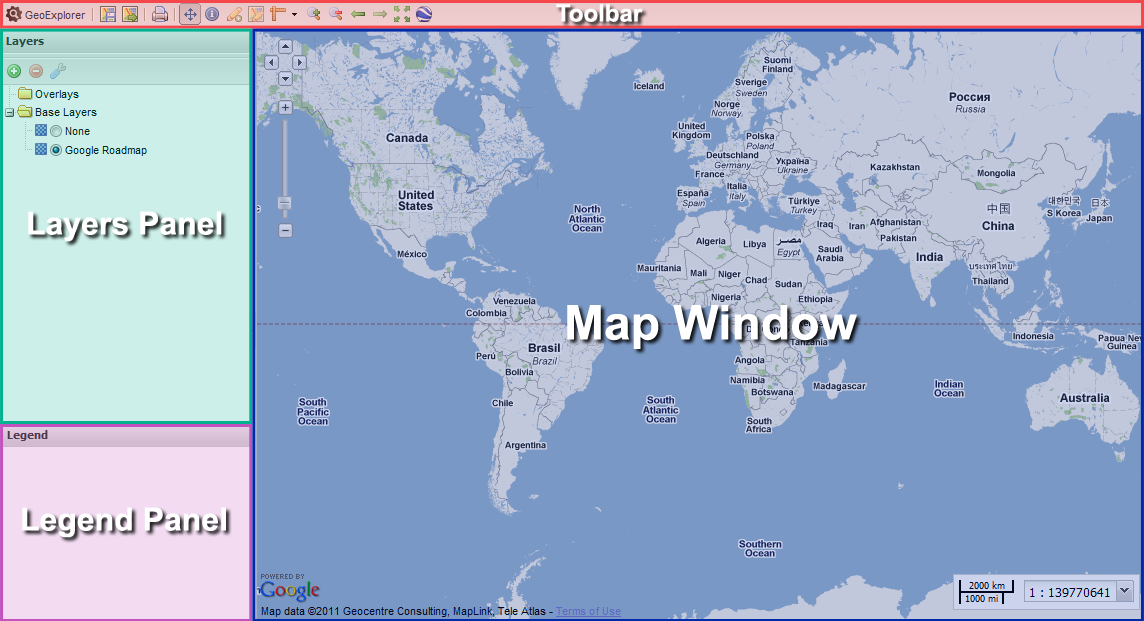 GeoExplorer
Toolbar
Layers
Overlays
Base Layers
None
Google Roadmap
Layers Panel
Legend
Legend Panel
Iceland
Suomi
Finland
Sverige
Sweden
Norge
Norway
Россия
Russia
Canada
United
Kingdom
Polska
Poland
Deutschland
Germany
Україна
Ukraine
France
Kazakhstan
Mongolia
United
States
España
Spain
Italia
Italy
Türkiye
Turkey
대한민국
S Korea
日本
Japan
中国
China
North
Atlantic
Ocean
Iraq
Iran
Afghanistan
Pakistan
Algeria
Libya
مصر
Egypt
Saudi
Arabia
India
México
Mauritania
Mali
Niger
Chad
Sudan
ประเทศไทย
Thailand
Venezuela
Colombia
Nigeria
Ethiopia
Map Window
Tanzania
Indonesia
Papua New
Guinea
Perú
Brasil
Brazil
Bolivia
Angola
Namibia
Botswana
Madagascar
Indian
Ocean
Australia
Chile
South
Pacific
Ocean
South
Atlantic
Ocean
South
Africa
Argentina
Southern
Ocean
POWERED BY
Google
Map data ©2011 Geocentre Consulting, MapLink, Tele Atlas - Terms of Use
2000 km
1000 mi
1 : 139770641